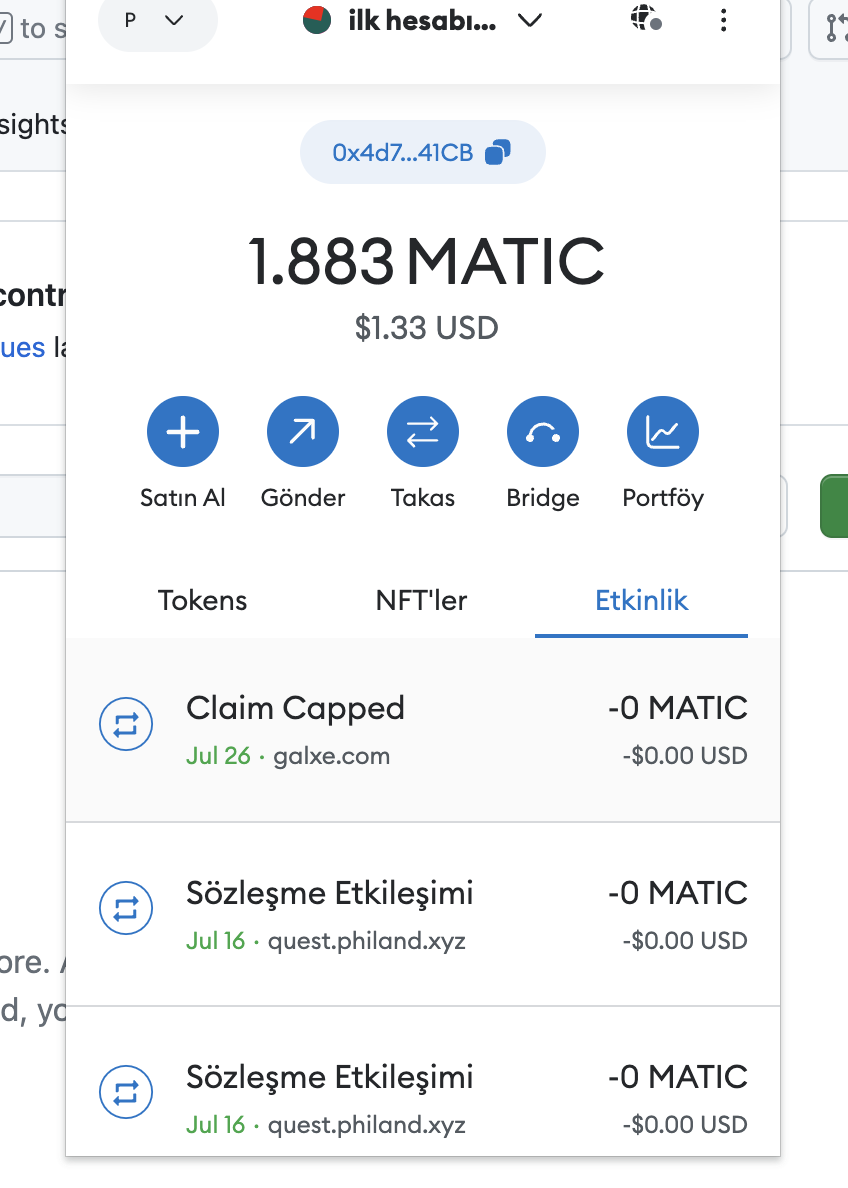 to s
P
ilk hesabı...
sights
0x4d7...41CB
1.883 MATIC
$1.33 USD
contr
ues la
Satın Al
Gönder
Takas
Bridge
Portföy
Tokens
NFT'ler
Etkinlik
Claim Capped
-0 MATIC
Jul 26 · galxe.com
-$0.00 USD
Sözleşme Etkileşimi
-0 MATIC
Jul 16 · quest.philand.xyz
-$0.00 USD
ore. A
d, yo
Sözleşme Etkileşimi
-0 MATIC
Jul 16 · quest.philand.xyz
-$0.00 USD